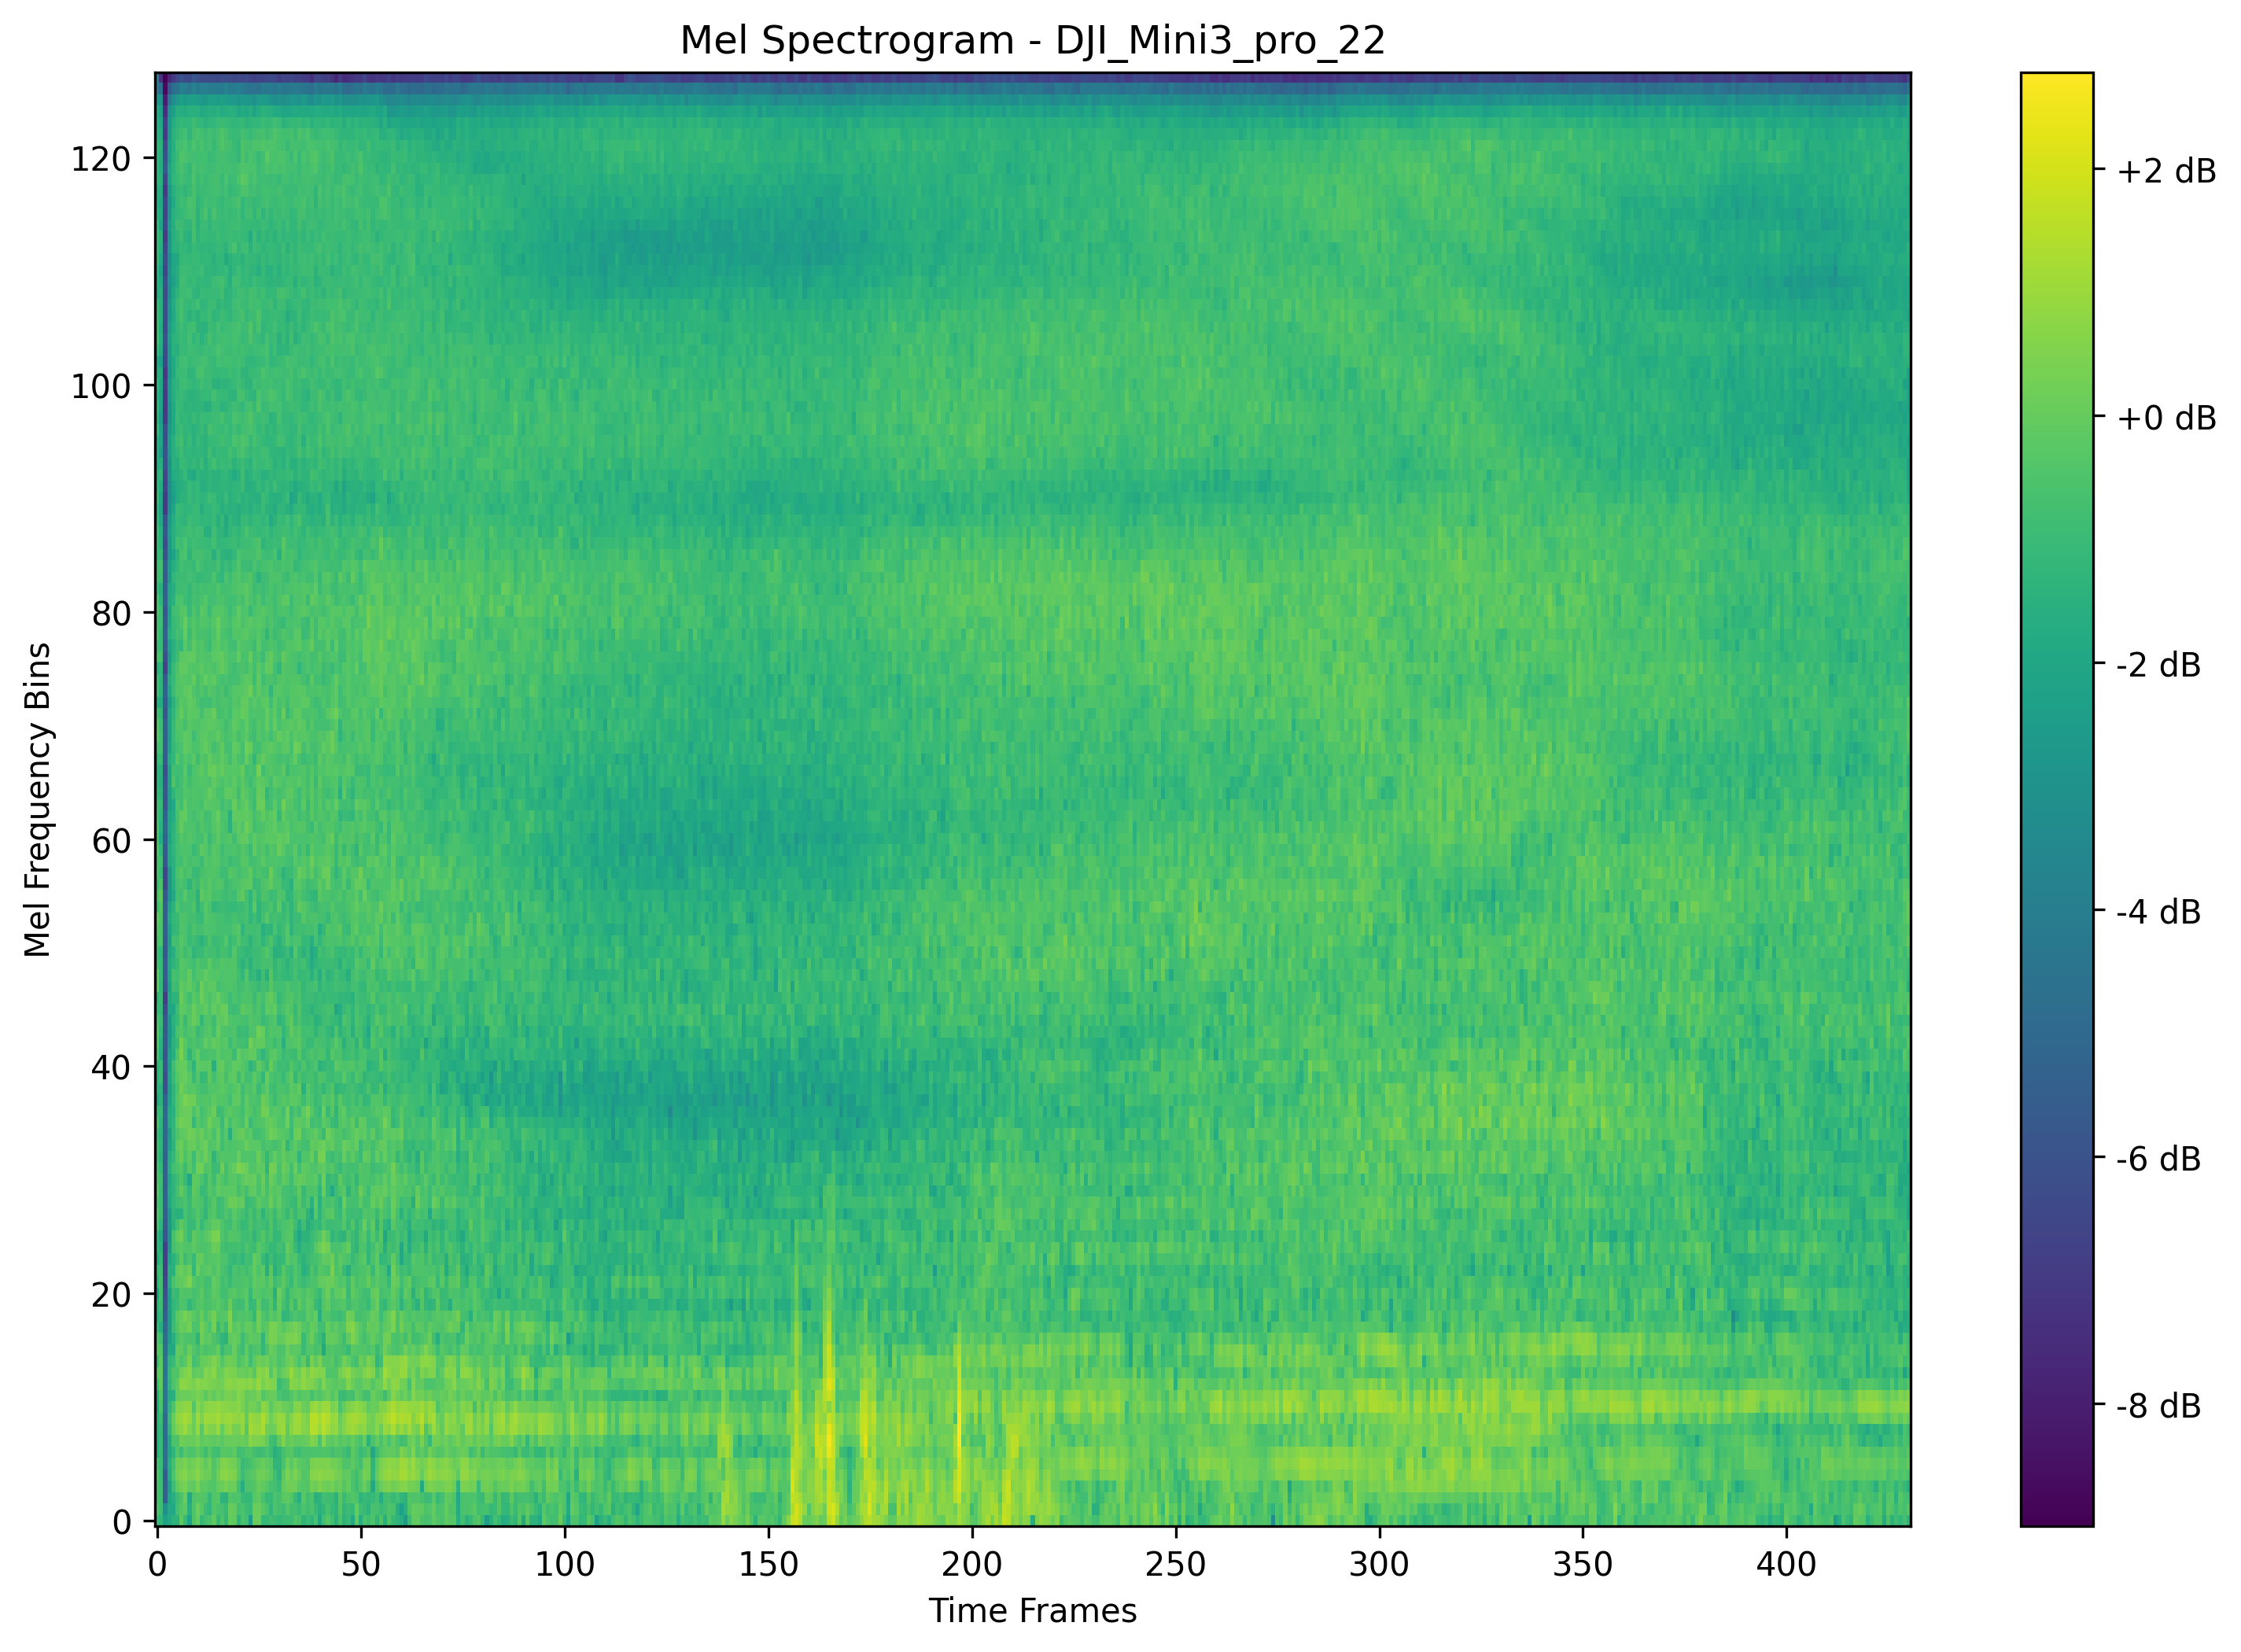 Mel Spectrogram - DJI_Mini3_pro_22
120
100
80
60
40
20
0
Mel Frequency Bins
0 50 100 150 200 250 300 350 400
Time Frames
+2 dB
+0 dB
-2 dB
-4 dB
-6 dB
-8 dB